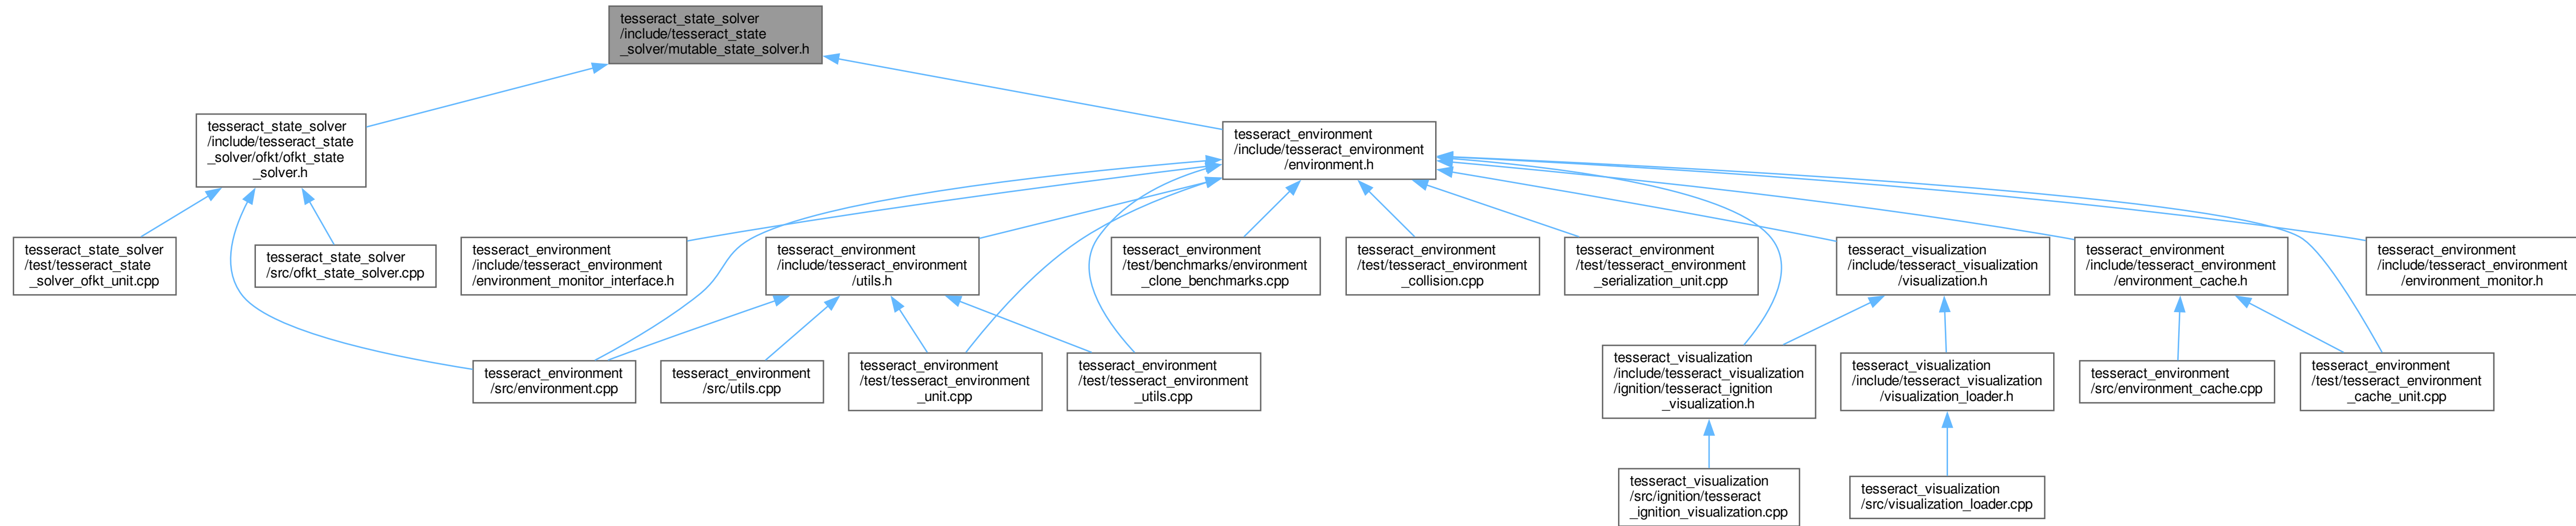 tesseract_state_solver
/include/tesseract_state
_solver/mutable_state_solver.h
tesseract_state_solver
/include/tesseract_state
_solver/ofkt/ofkt_state
_solver.h
tesseract_environment
/include/tesseract_environment
/environment.h
tesseract_state_solver
/test/tesseract_state
_solver_ofkt_unit.cpp
tesseract_state_solver
/src/ofkt_state_solver.cpp
tesseract_environment
/include/tesseract_environment
/environment_monitor_interface.h
tesseract_environment
/include/tesseract_environment
/utils.h
tesseract_environment
/test/benchmarks/environment
_clone_benchmarks.cpp
tesseract_environment
/test/tesseract_environment
_collision.cpp
tesseract_environment
/test/tesseract_environment
_serialization_unit.cpp
tesseract_visualization
/include/tesseract_visualization
/visualization.h
tesseract_environment
/include/tesseract_environment
/environment_cache.h
tesseract_environment
/include/tesseract_environment
/environment_monitor.h
tesseract_environment
/src/environment.cpp
tesseract_environment
/src/utils.cpp
tesseract_environment
/test/tesseract_environment
_unit.cpp
tesseract_environment
/test/tesseract_environment
_utils.cpp
tesseract_visualization
/include/tesseract_visualization
/ignition/tesseract_ignition
_visualization.h
tesseract_visualization
/include/tesseract_visualization
/visualization_loader.h
tesseract_environment
/src/environment_cache.cpp
tesseract_environment
/test/tesseract_environment
_cache_unit.cpp
tesseract_visualization
/src/ignition/tesseract
_ignition_visualization.cpp
tesseract_visualization
/src/visualization_loader.cpp